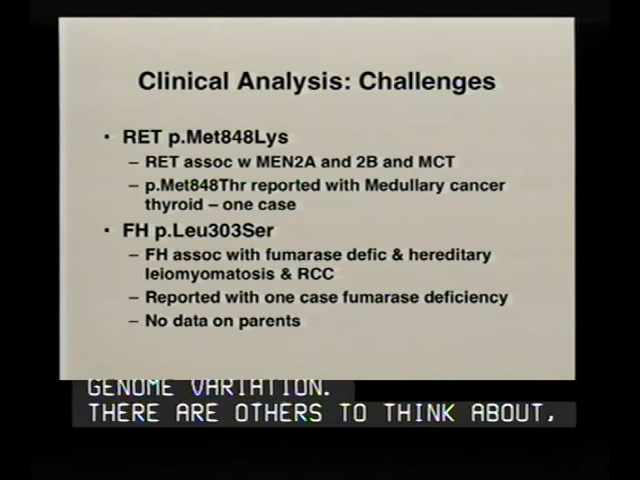 Clinical Analysis: Challenges
• RET p.Met848Lys
– RET assoc w MEN2A and 2B and MCT
– p.Met848Thr reported with Medullary cancer
thyroid – one case
• FH p.Leu303Ser
– FH assoc with fumarase defic & hereditary
leiomyomatosis & RCC
– Reported with one case fumarase deficiency
– No data on parents
GENOME VARIATION.
THERE ARE OTHERS TO THINK ABOUT,